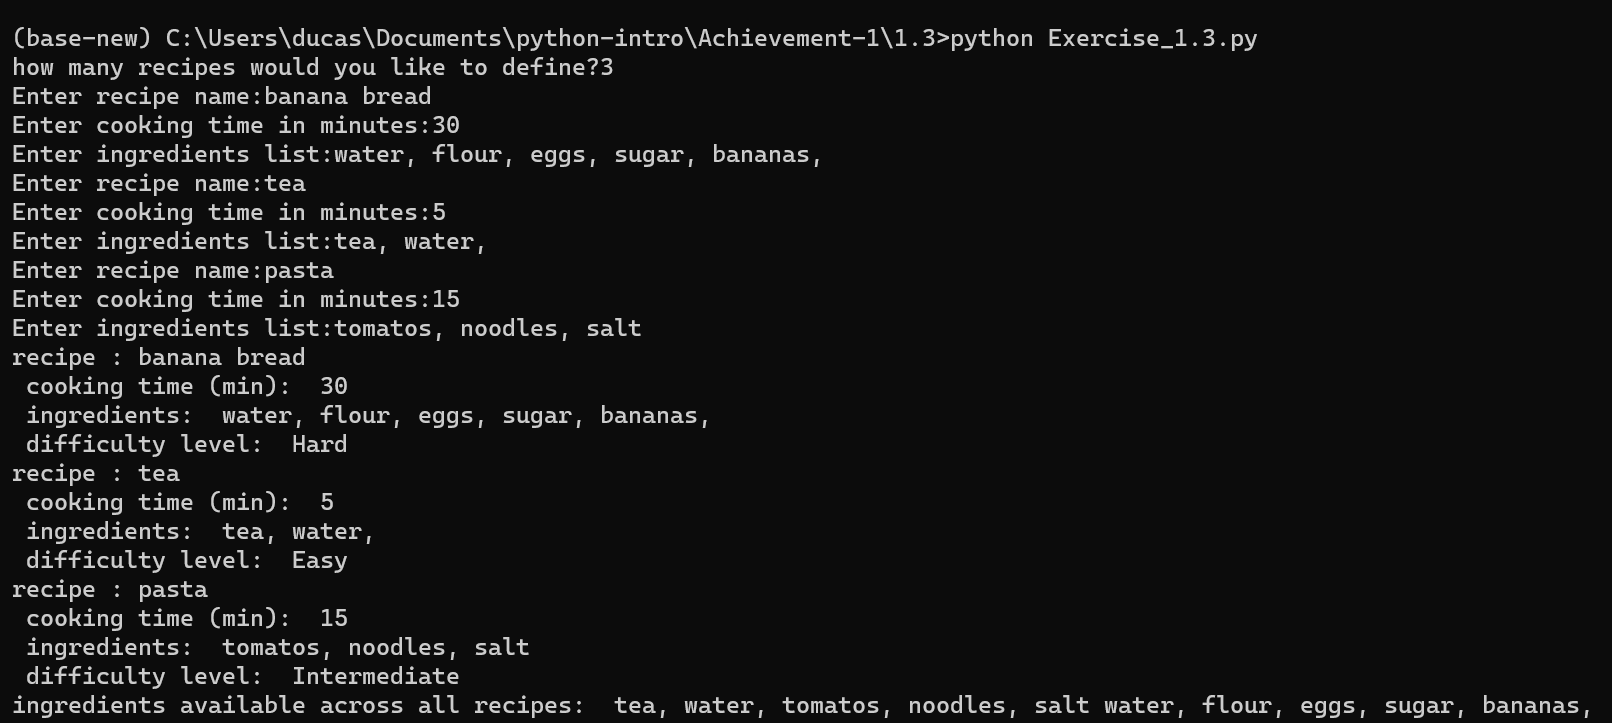 (base-new) C:\Users\ducas\Documents\python-intro\Achievement-1\1.3>python Exercise_1.3.py
how many recipes would you like to define?3
Enter recipe name:banana bread
Enter cooking time in minutes:30
Enter ingredients list:water, flour, eggs, sugar, bananas,
Enter recipe name:tea
Enter cooking time in minutes:5
Enter ingredients list:tea, water,
Enter recipe name:pasta
Enter cooking time in minutes:15
Enter ingredients list:tomatos, noodles, salt
recipe : banana bread
 cooking time (min):  30
 ingredients:  water, flour, eggs, sugar, bananas,
 difficulty level:  Hard
recipe : tea
 cooking time (min):  5
 ingredients:  tea, water,
 difficulty level:  Easy
recipe : pasta
 cooking time (min):  15
 ingredients:  tomatos, noodles, salt
 difficulty level:  Intermediate
ingredients available across all recipes:  tea, water, tomatos, noodles, salt water, flour, eggs, sugar, bananas,